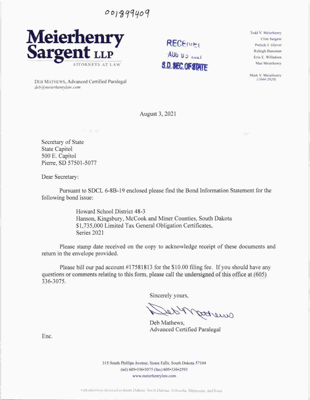 001899409
Meierhenry
Sargent LLP
ATTORNEYS AT LAW
DEB MATHEWS, Advanced Certified Paralegal
deb@meierhenrylaw.com
RECEIVED
AUG
S.D. SEC. OF STATE
Todd V. Meierhenry
Clint Sargent
Patrick J. Glover
Raleigh Hansman
Erin E. Willadsen
Max Meierhenry
Mark V. Meierhenry
(1944-2020)
August 3, 2021
Secretary of State
State Capitol
500 E. Capitol
Pierre, SD 57501-5077
Dear Secretary:
Pursuant to SDCL 6-8B-19 enclosed please find the Bond Information Statement for the
following bond issue:
Howard School District 48-3
Hanson, Kingsbury, McCook and Miner Counties, South Dakota
$1,735,000 Limited Tax General Obligation Certificates,
Series 2021
Please stamp date received on the copy to acknowledge receipt of these documents and
return in the envelope provided.
Please bill our pad account #17581813 for the $10.00 filing fee. If you should have any
questions or comments relating to this form, please call the undersigned of this office at (605)
336-3075.
Sincerely yours,
Deb Mathews
Deb Mathews,
Advanced Certified Paralegal
Enc.
315 South Phillips Avenue, Sioux Falls, South Dakota 57104
(tel) 605•336•3075 (fax) 605•336•2593
www.meierhenrylaw.com